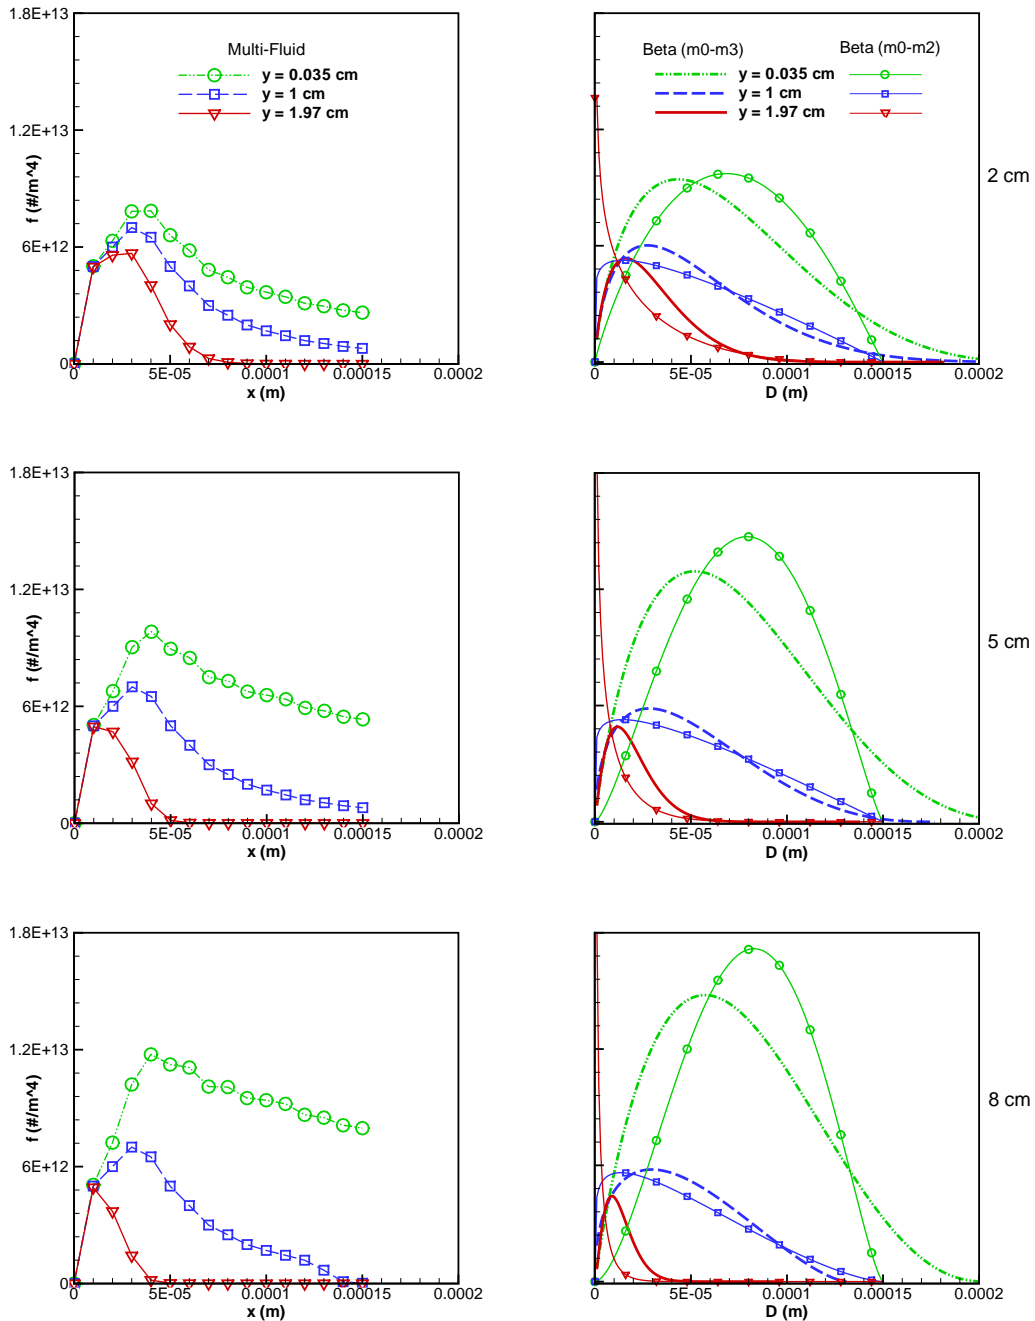 1.8E+13
Multi-Fluid
y = 0.035 cm
y = 1 cm
y = 1.97 cm
1.2E+13
6E+12
0
f (#/m^4)
0 5E-05 0.0001 0.00015 0.0002
x (m)
Beta (m0-m3) Beta (m0-m2)
y = 0.035 cm
y = 1 cm
y = 1.97 cm
0 5E-05 0.0001 0.00015 0.0002
D (m)
2 cm
1.8E+13
1.2E+13
6E+12
0
f (#/m^4)
0 5E-05 0.0001 0.00015 0.0002
x (m)
0 5E-05 0.0001 0.00015 0.0002
D (m)
5 cm
1.8E+13
1.2E+13
6E+12
0
f (#/m^4)
0 5E-05 0.0001 0.00015 0.0002
x (m)
0 5E-05 0.0001 0.00015 0.0002
D (m)
8 cm